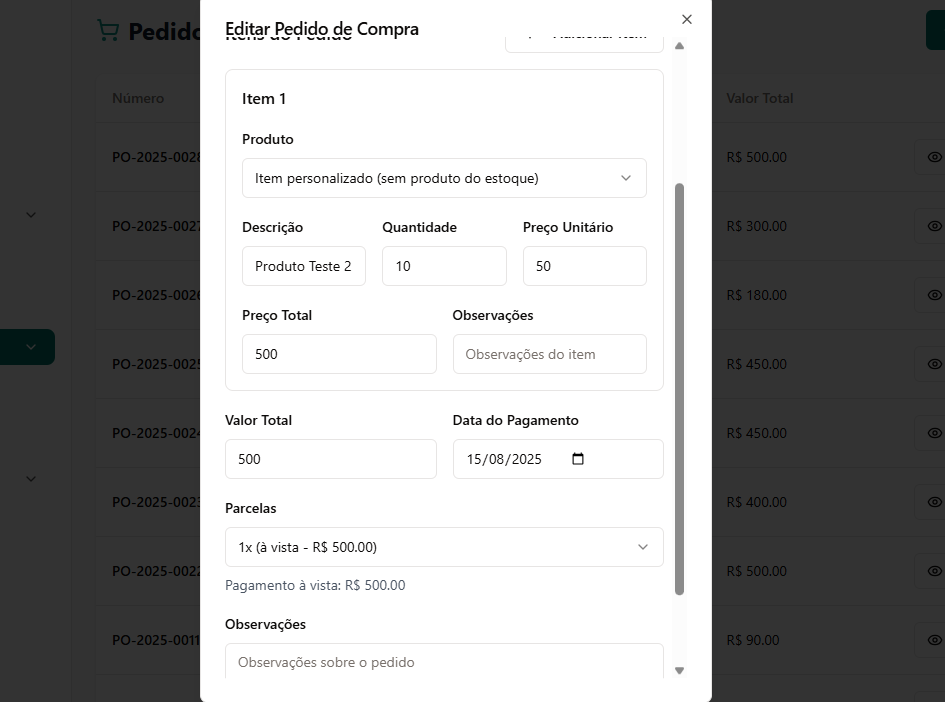 Editar Pedido de Compra
Itens do Pedido
Adicionar Item
Item 1
Produto
Item personalizado (sem produto do estoque)
Descrição Quantidade Preço Unitário
Produto Teste 2 10 50
Preço Total Observações
500 Observações do item
Valor Total Data do Pagamento
500 15/08/2025
Parcelas
1x (à vista - R$ 500.00)
Pagamento à vista: R$ 500.00
Observações
Observações sobre o pedido
Pedido
Número Valor Total
PO-2025-0028 R$ 500.00
PO-2025-0027 R$ 300.00
PO-2025-0026 R$ 180.00
PO-2025-0025 R$ 450.00
PO-2025-0024 R$ 450.00
PO-2025-0023 R$ 400.00
PO-2025-0022 R$ 500.00
PO-2025-0011 R$ 90.00